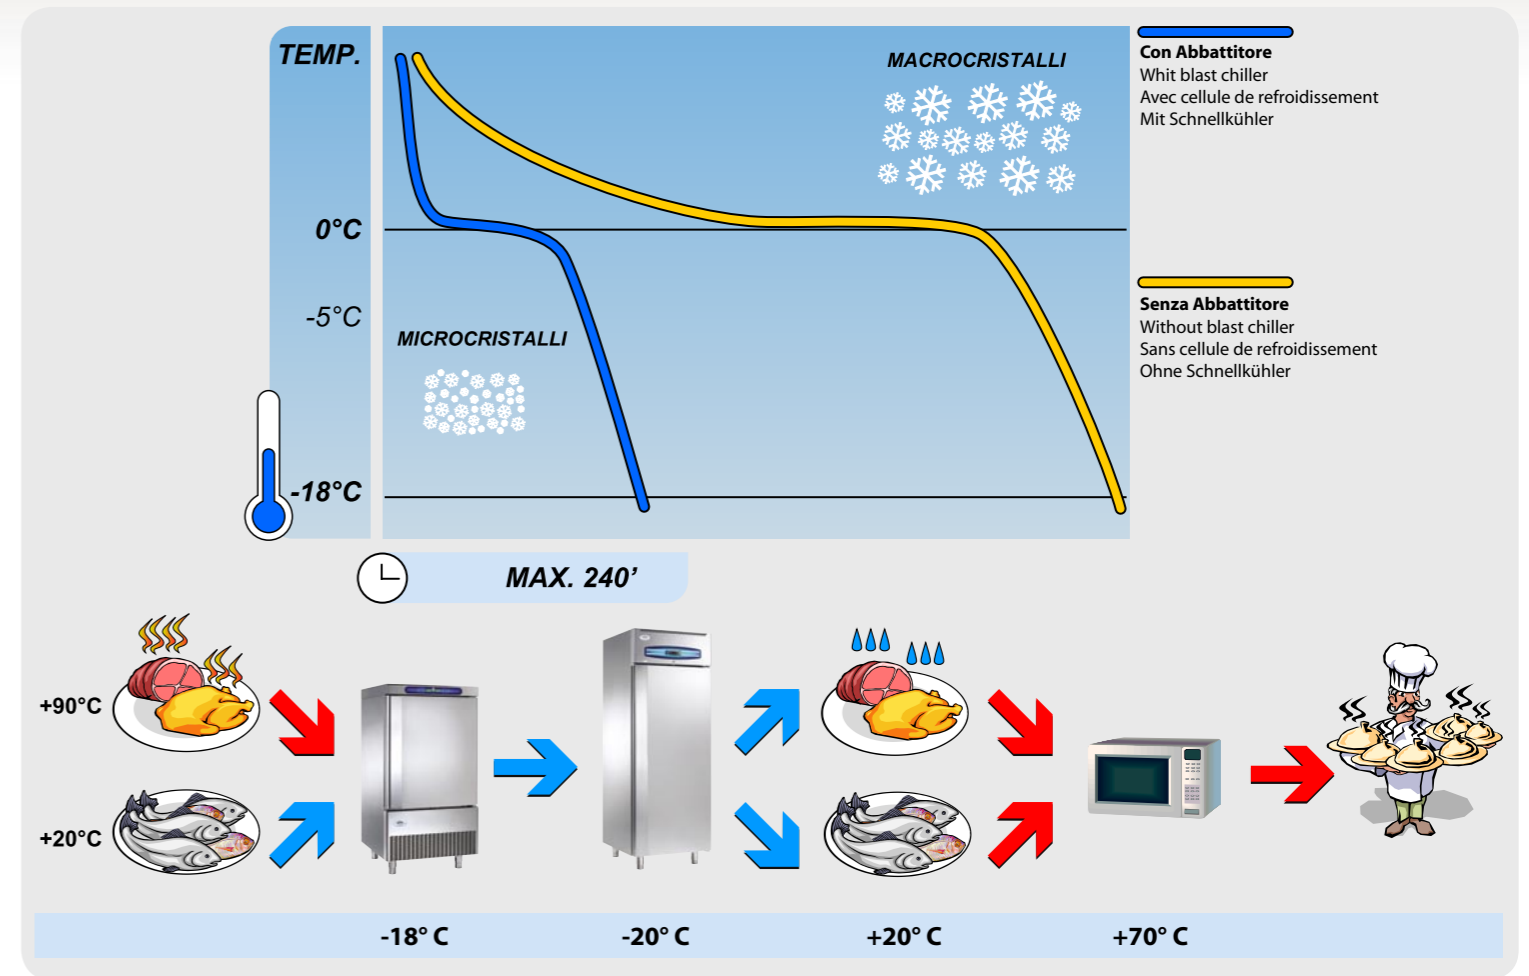 TEMP.
MACROCRISTALLI
Con Abbattitore
Whit blast chiller
Avec cellule de refroidissement
Mit Schnellkühler
0°C
-5°C
MICROCRISTALLI
Senza Abbattitore
Without blast chiller
Sans cellule de refroidissement
Ohne Schnellkühler
-18°C
MAX. 240’
+90°C
+20°C
-18° C
-20° C
+20° C
+70° C